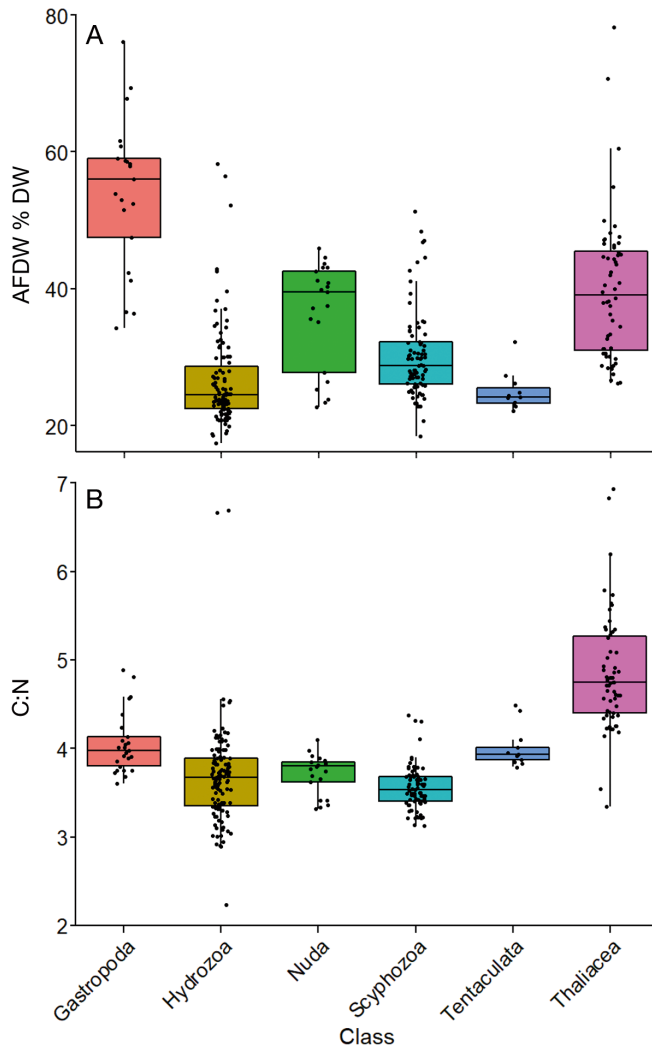 A
80
60
40
20
AFDW % DW
B
7
6
5
4
3
2
C:N
Gastropoda
Hydrozoa
Nuda
Scyphozoa
Tentaculata
Thaliacea
Class